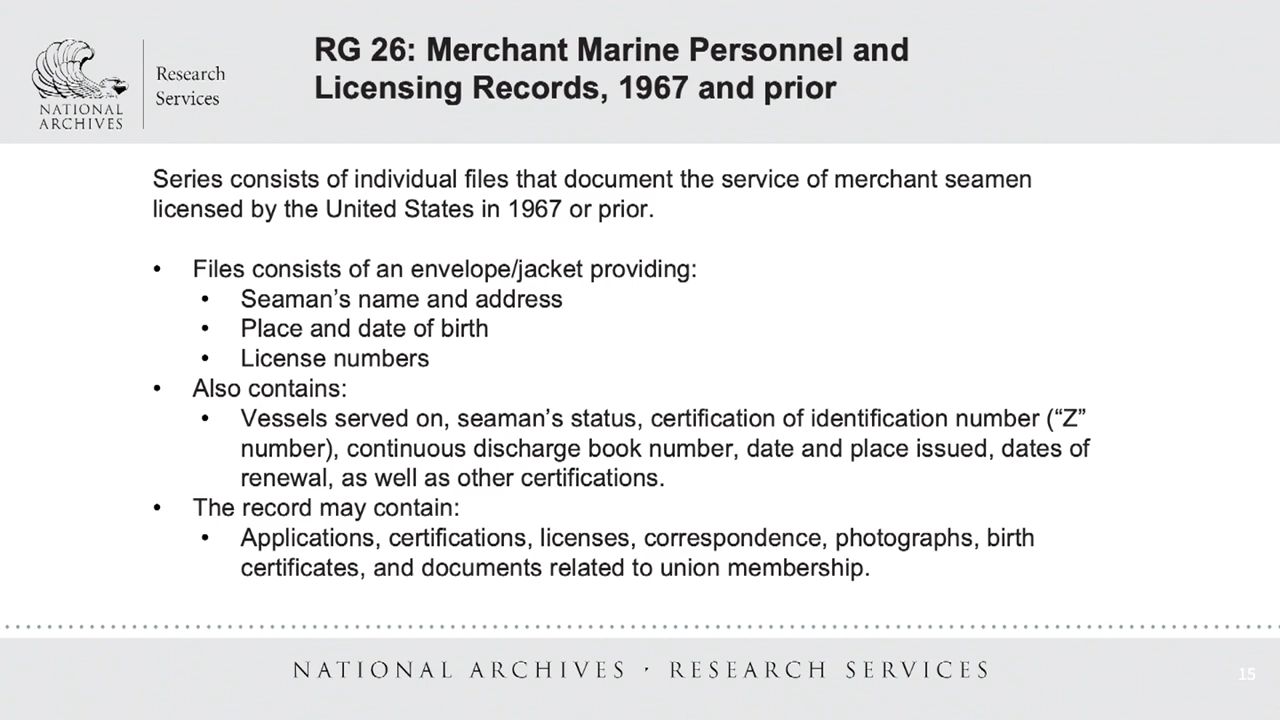 RG 26: Merchant Marine Personnel and
Licensing Records, 1967 and prior
Research
Services
NATIONAL
ARCHIVES
Series consists of individual files that document the service of merchant seamen
licensed by the United States in 1967 or prior.
• Files consists of an envelope/jacket providing:
• Seaman’s name and address
• Place and date of birth
• License numbers
• Also contains:
• Vessels served on, seaman’s status, certification of identification number (“Z”
number), continuous discharge book number, date and place issued, dates of
renewal, as well as other certifications.
• The record may contain:
• Applications, certifications, licenses, correspondence, photographs, birth
certificates, and documents related to union membership.
NATIONAL ARCHIVES · RESEARCH SERVICES
15